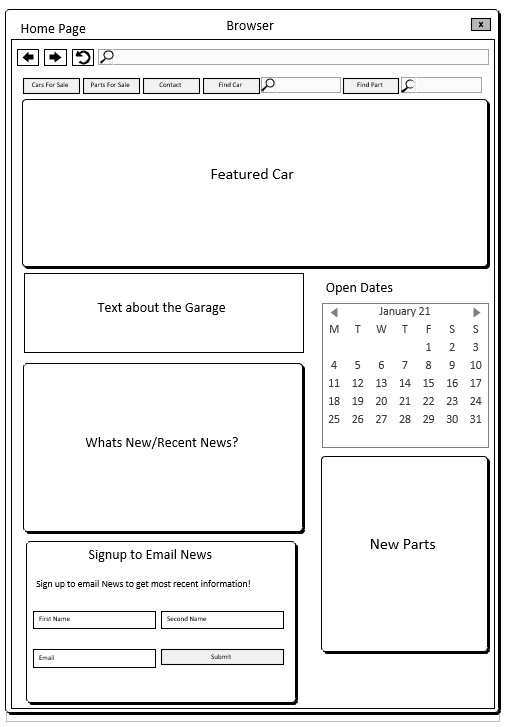 Home Page
Browser
x
Cars For Sale
Parts For Sale
Contact
Find Car
Find Part
Featured Car
Text about the Garage
Open Dates
January 21
M T W T F S S
1 2 3
4 5 6 7 8 9 10
11 12 13 14 15 16 17
18 19 20 21 22 23 24
25 26 27 28 29 30 31
Whats New/Recent News?
New Parts
Signup to Email News
Sign up to email News to get most recent information!
First Name
Second Name
Email
Submit